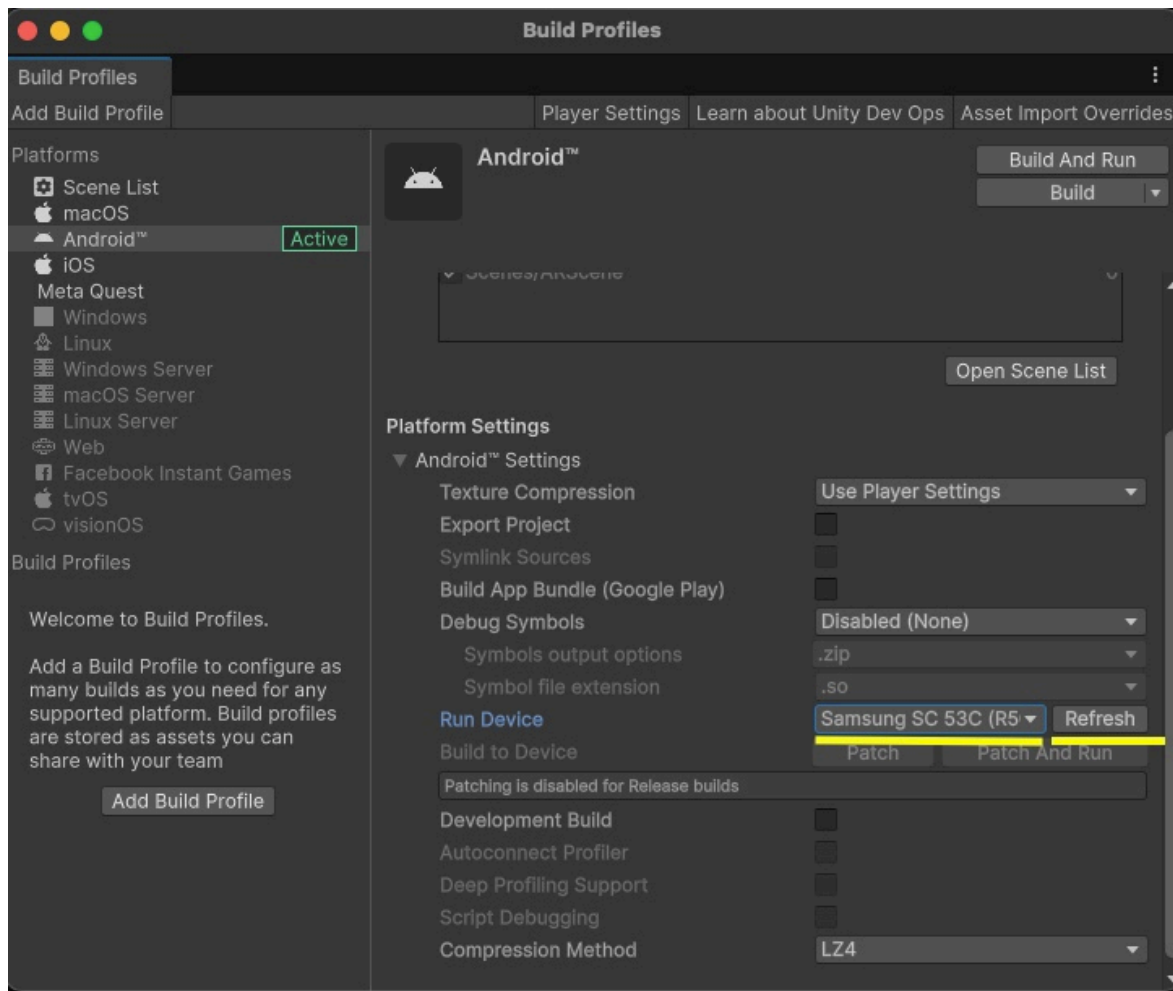 Build Profiles
Build Profiles
Add Build Profile
Player Settings
Learn about Unity Dev Ops
Asset Import Overrides
Platforms
Scene List
macOS
Android™
Active
iOS
Meta Quest
Windows
Linux
Windows Server
macOS Server
Linux Server
Web
Facebook Instant Games
tvOS
visionOS
Build Profiles
Welcome to Build Profiles.
Add a Build Profile to configure as
many builds as you need for any
supported platform. Build profiles
are stored as assets you can
share with your team
Add Build Profile
Android™
Build And Run
Build
Scenes/ARScene 0
Open Scene List
Platform Settings
Android™ Settings
Texture Compression Use Player Settings
Export Project
Symlink Sources
Build App Bundle (Google Play)
Debug Symbols Disabled (None)
Symbols output options .zip
Symbol file extension .so
Run Device Samsung SC 53C (R5 Refresh
Build to Device Patch Patch And Run
Patching is disabled for Release builds
Development Build
Autoconnect Profiler
Deep Profiling Support
Script Debugging
Compression Method LZ4